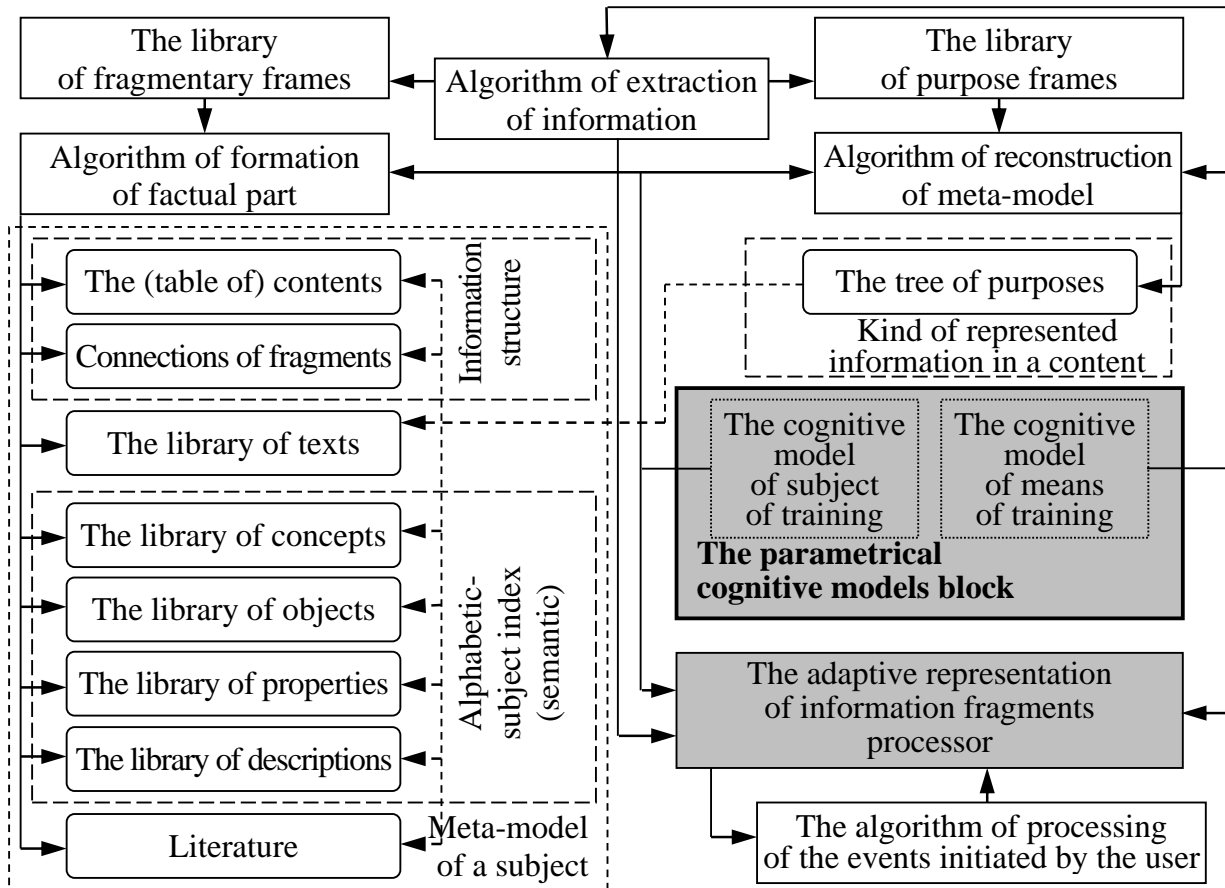 The library
of fragmentary frames
Algorithm of extraction
of information
The library
of purpose frames
Algorithm of formation
of factual part
Algorithm of reconstruction
of meta-model
The (table of) contents
Connections of fragments
Information
structure
The tree of purposes
Kind of represented
information in a content
The library of texts
The cognitive
model
of subject
of training
The cognitive
model
of means
of training
The parametrical
cognitive models block
The library of concepts
The library of objects
The library of properties
The library of descriptions
Alphabetic-
subject index
(semantic)
The adaptive representation
of information fragments
processor
Literature
Meta-model
of a subject
The algorithm of processing
of the events initiated by the user